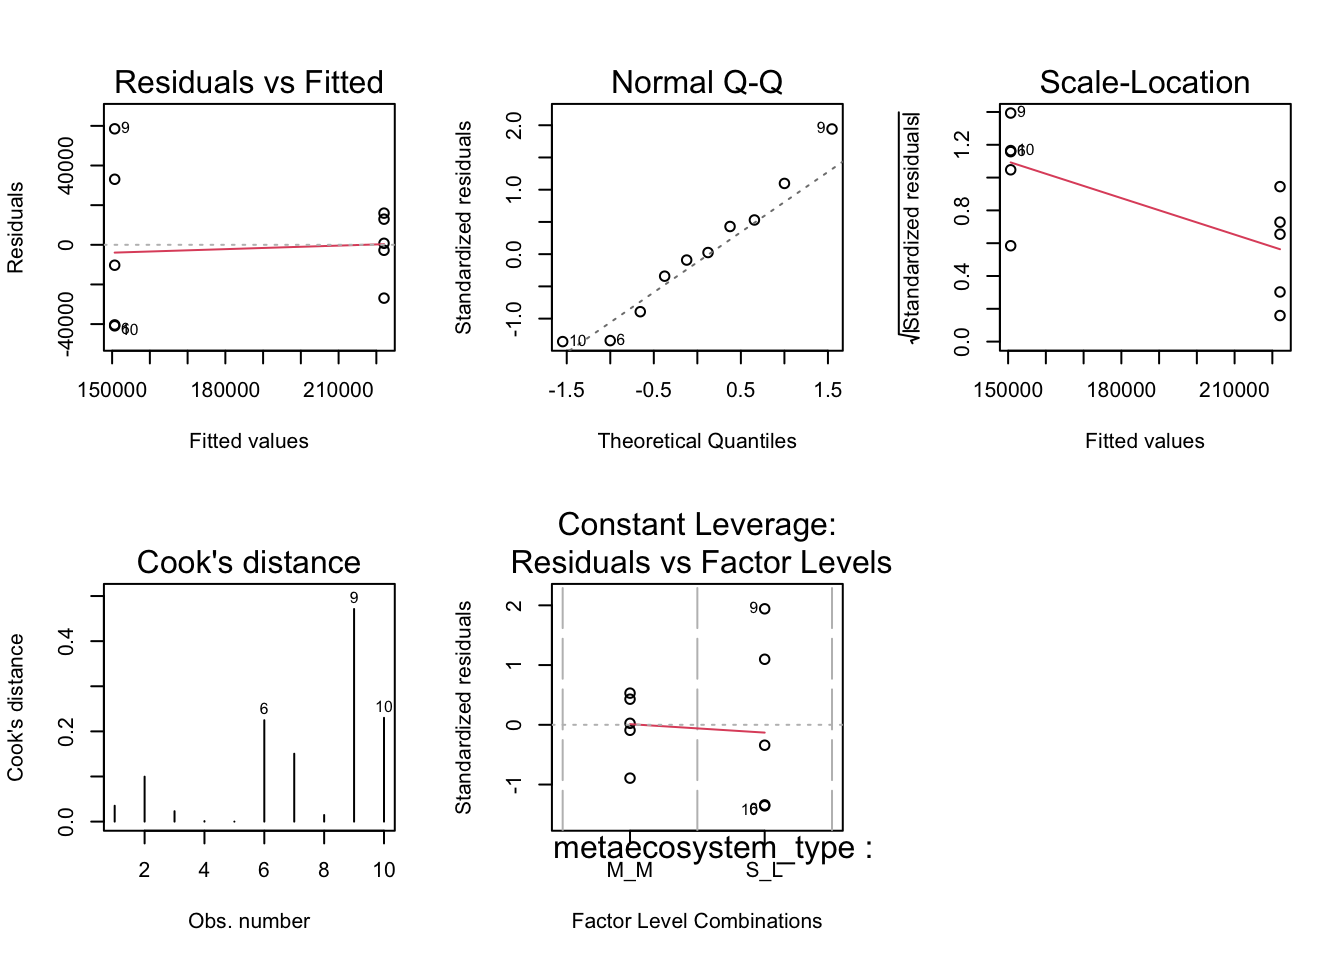 Residuals vs Fitted
Residuals
-40000 0 40000
9
10
150000 180000 210000
Fitted values
Normal Q-Q
Standardized residuals
-1.0 0.0 1.0 2.0
9
10
6
-1.5 -0.5 0.5 1.5
Theoretical Quantiles
Scale-Location
√|Standardized residuals|
0.0 0.4 0.8 1.2
9
10
150000 180000 210000
Fitted values
Cook's distance
Cook's distance
0.0 0.2 0.4
6
9
10
2 4 6 8 10
Obs. number
Constant Leverage:
Residuals vs Factor Levels
Standardized residuals
-1 0 1 2
9
metaecosystem_type :
M_M S_L
Factor Level Combinations